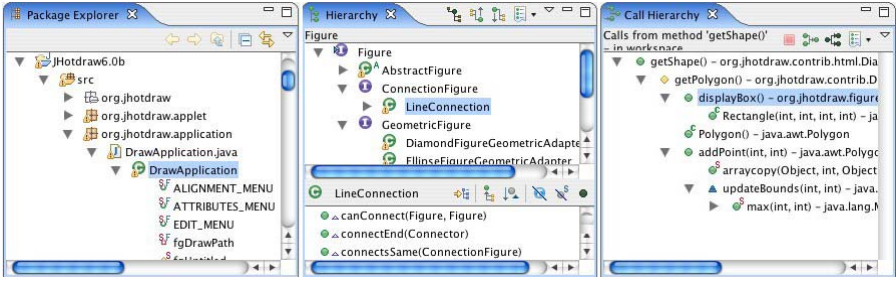 Package Explorer
JHotdraw6.0b
src
org.jhotdraw
org.jhotdraw.applet
org.jhotdraw.application
DrawApplication.java
DrawApplication
ALIGNMENT_MENU
ATTRIBUTES_MENU
EDIT_MENU
fgDrawPath
fgUntitled
Hierarchy
Figure
Figure
AbstractFigure
ConnectionFigure
LineConnection
GeometricFigure
DiamondFigureGeometricAdapte
EllipseFigureGeometricAdapter
LineConnection
canConnect(Figure, Figure)
connectEnd(Connector)
connectsSame(ConnectionFigure)
Call Hierarchy
Calls from method 'getShape()'
- in workspace
getShape() - org.jhotdraw.contrib.html.Dia
getPolygon() - org.jhotdraw.contrib.D
displayBox() - org.jhotdraw.figure
Rectangle(int, int, int, int) - ja
Polygon() - java.awt.Polygon
addPoint(int, int) - java.awt.Polygo
arraycopy(Object, int, Object
updateBounds(int, int) - java.
max(int, int) - java.lang.M